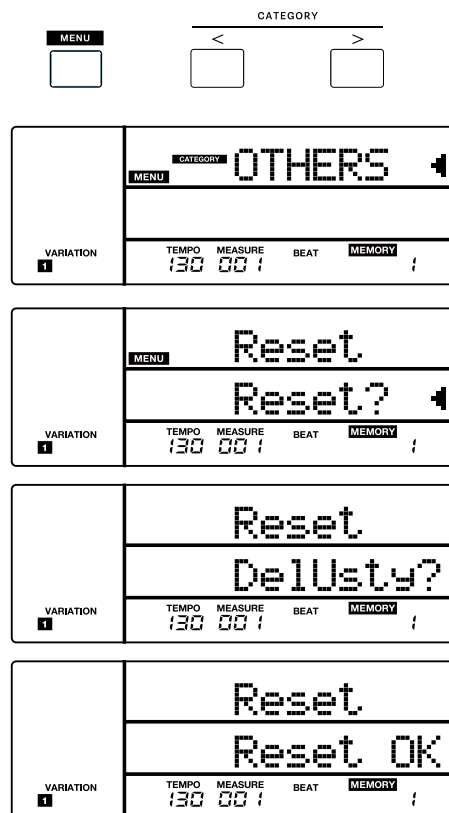 CATEGORY
MENU < >
CATEGORY OTHERS
MENU
VARIATION TEMPO MEASURE BEAT MEMORY
1 130 001 1
Reset
MENU
Reset?
VARIATION TEMPO MEASURE BEAT MEMORY
1 130 001 1
Reset
DelUsty?
VARIATION TEMPO MEASURE BEAT MEMORY
1 130 001 1
Reset
Reset OK
VARIATION TEMPO MEASURE BEAT MEMORY
1 130 001 1